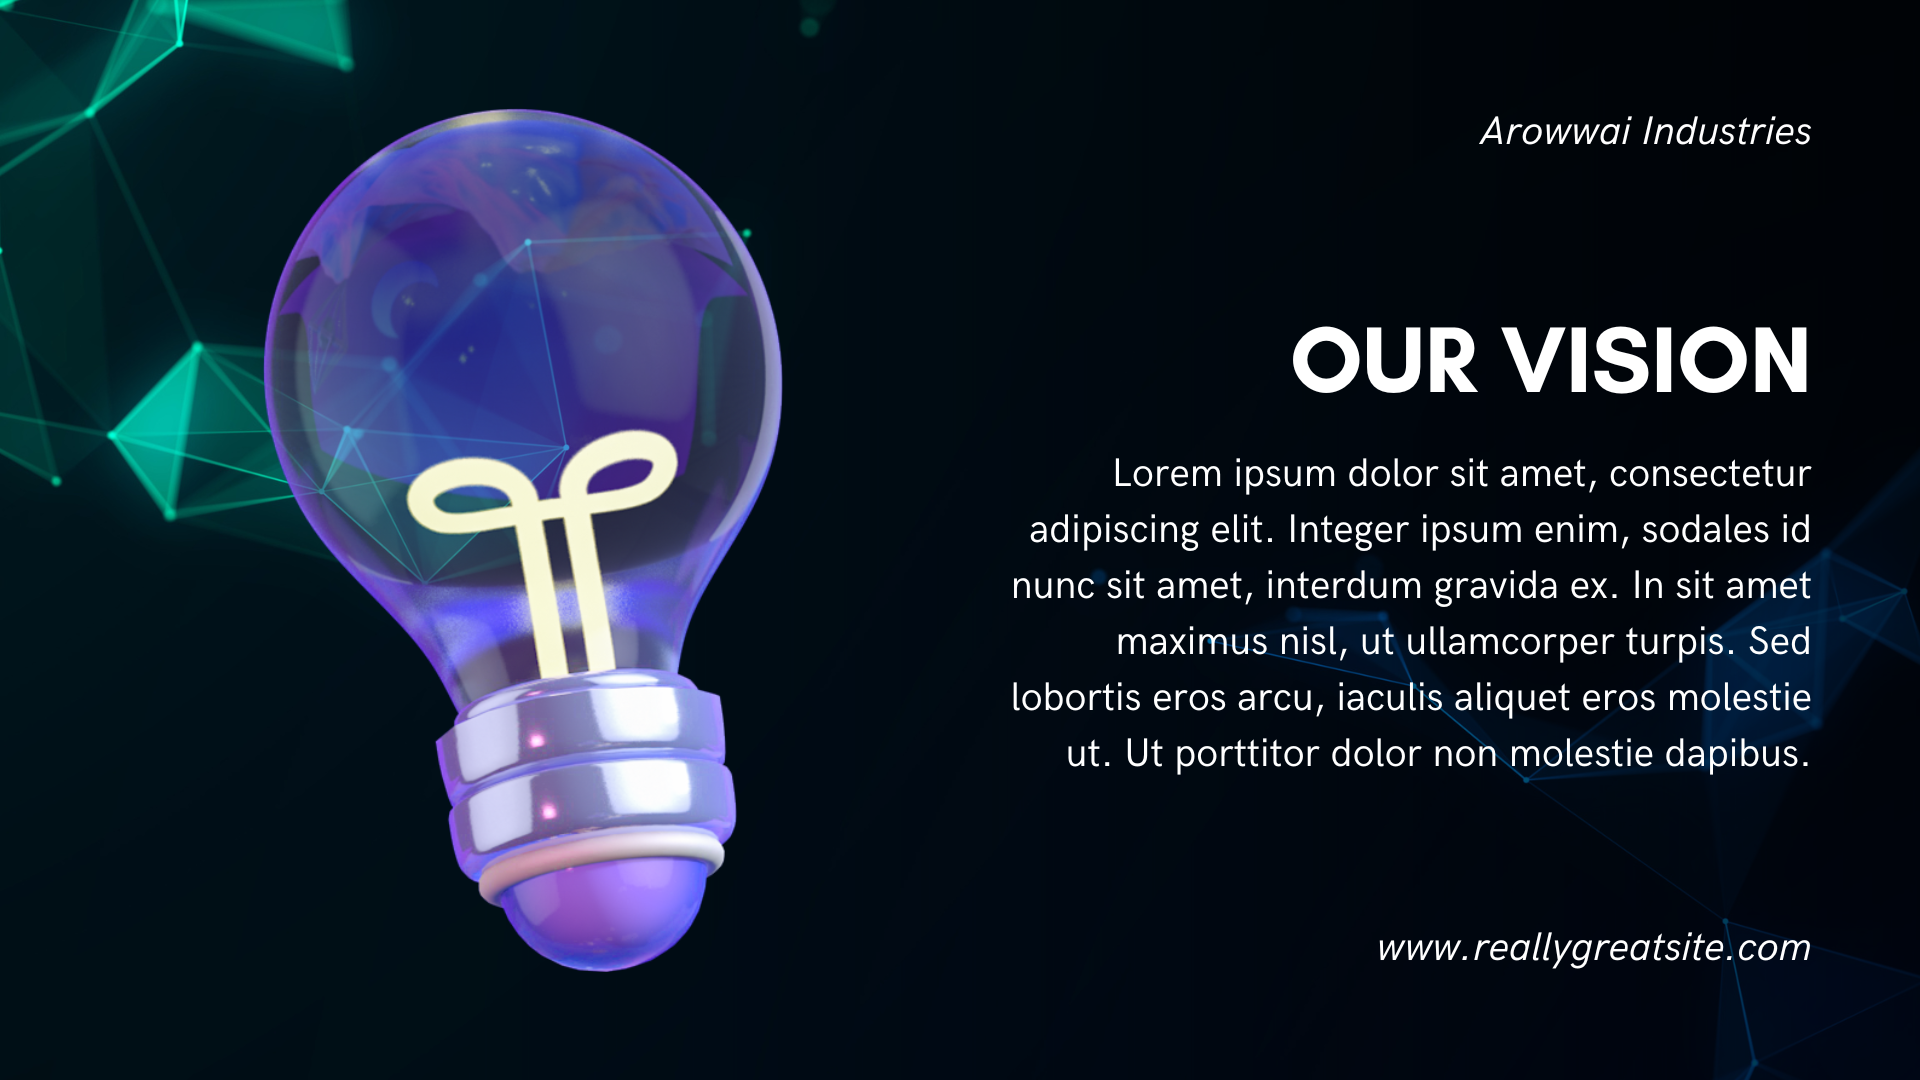 Arowwai Industries
OUR VISION
Lorem ipsum dolor sit amet, consectetur
adipiscing elit. Integer ipsum enim, sodales id
nunc sit amet, interdum gravida ex. In sit amet
maximus nisl, ut ullamcorper turpis. Sed
lobortis eros arcu, iaculis aliquet eros molestie
ut. Ut porttitor dolor non molestie dapibus.
www.reallygreatsite.com